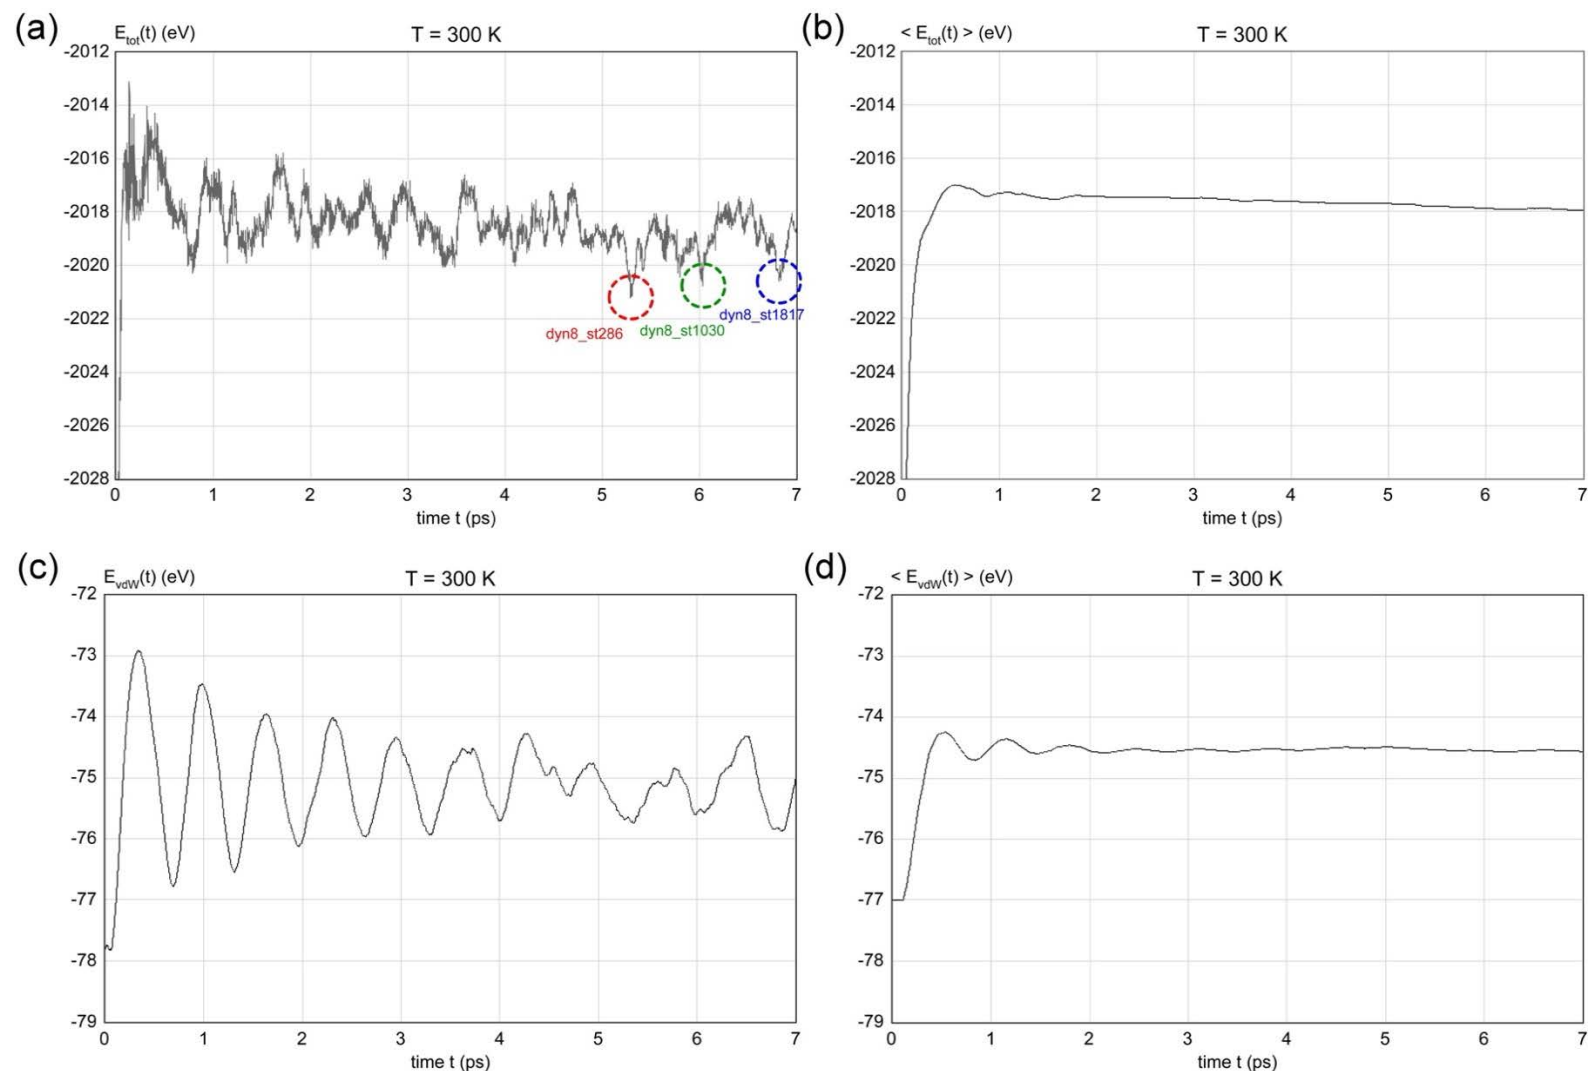 (a) E_tot(t) (eV) T = 300 K
-2012
-2014
-2016
-2018
-2020
-2022
-2024
-2026
-2028
dyn8_st286 dyn8_st1030 dyn8_st1817
0 1 2 3 4 5 6 7
time t (ps)
(b) < E_tot(t) > (eV) T = 300 K
-2012
-2014
-2016
-2018
-2020
-2022
-2024
-2026
-2028
0 1 2 3 4 5 6 7
time t (ps)
(c) E_vdW(t) (eV) T = 300 K
-72
-73
-74
-75
-76
-77
-78
-79
0 1 2 3 4 5 6 7
time t (ps)
(d) < E_vdW(t) > (eV) T = 300 K
-72
-73
-74
-75
-76
-77
-78
-79
0 1 2 3 4 5 6 7
time t (ps)